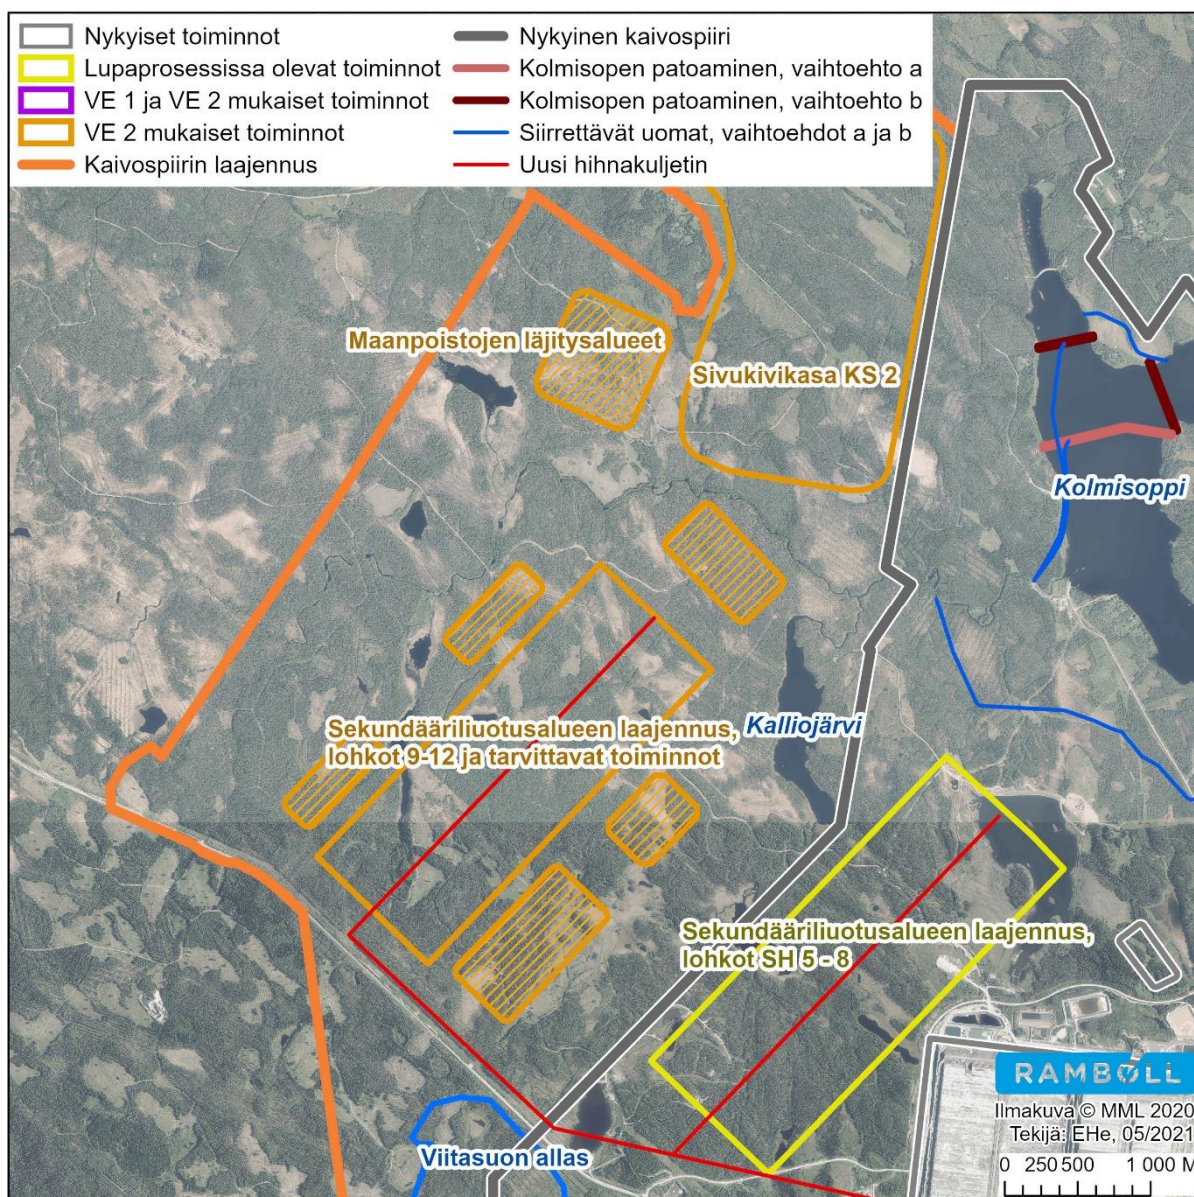 Nykyiset toiminnot
Lupaprosessissa olevat toiminnot
VE 1 ja VE 2 mukaiset toiminnot
VE 2 mukaiset toiminnot
Kaivospiirin laajennus
Nykyinen kaivospiiri
Kolmisopen patoaminen, vaihtoehto a
Kolmisopen patoaminen, vaihtoehto b
Siirrettävät uomat, vaihtoehdot a ja b
Uusi hihnakuljetin
Maanpoistojen läjitysalueet
Sivukivikasa KS 2
Kolmisoppi
Sekundääriliuotusalueen laajennus,
lohkot 9-12 ja tarvittavat toiminnot
Kalliojärvi
Sekundääriliuotusalueen laajennus,
lohkot SH 5 - 8
Viitasuon allas
RAMBOLL
Ilmakuva © MML 2020
Tekijä: EHe, 05/2021
0 250 500 1 000 M